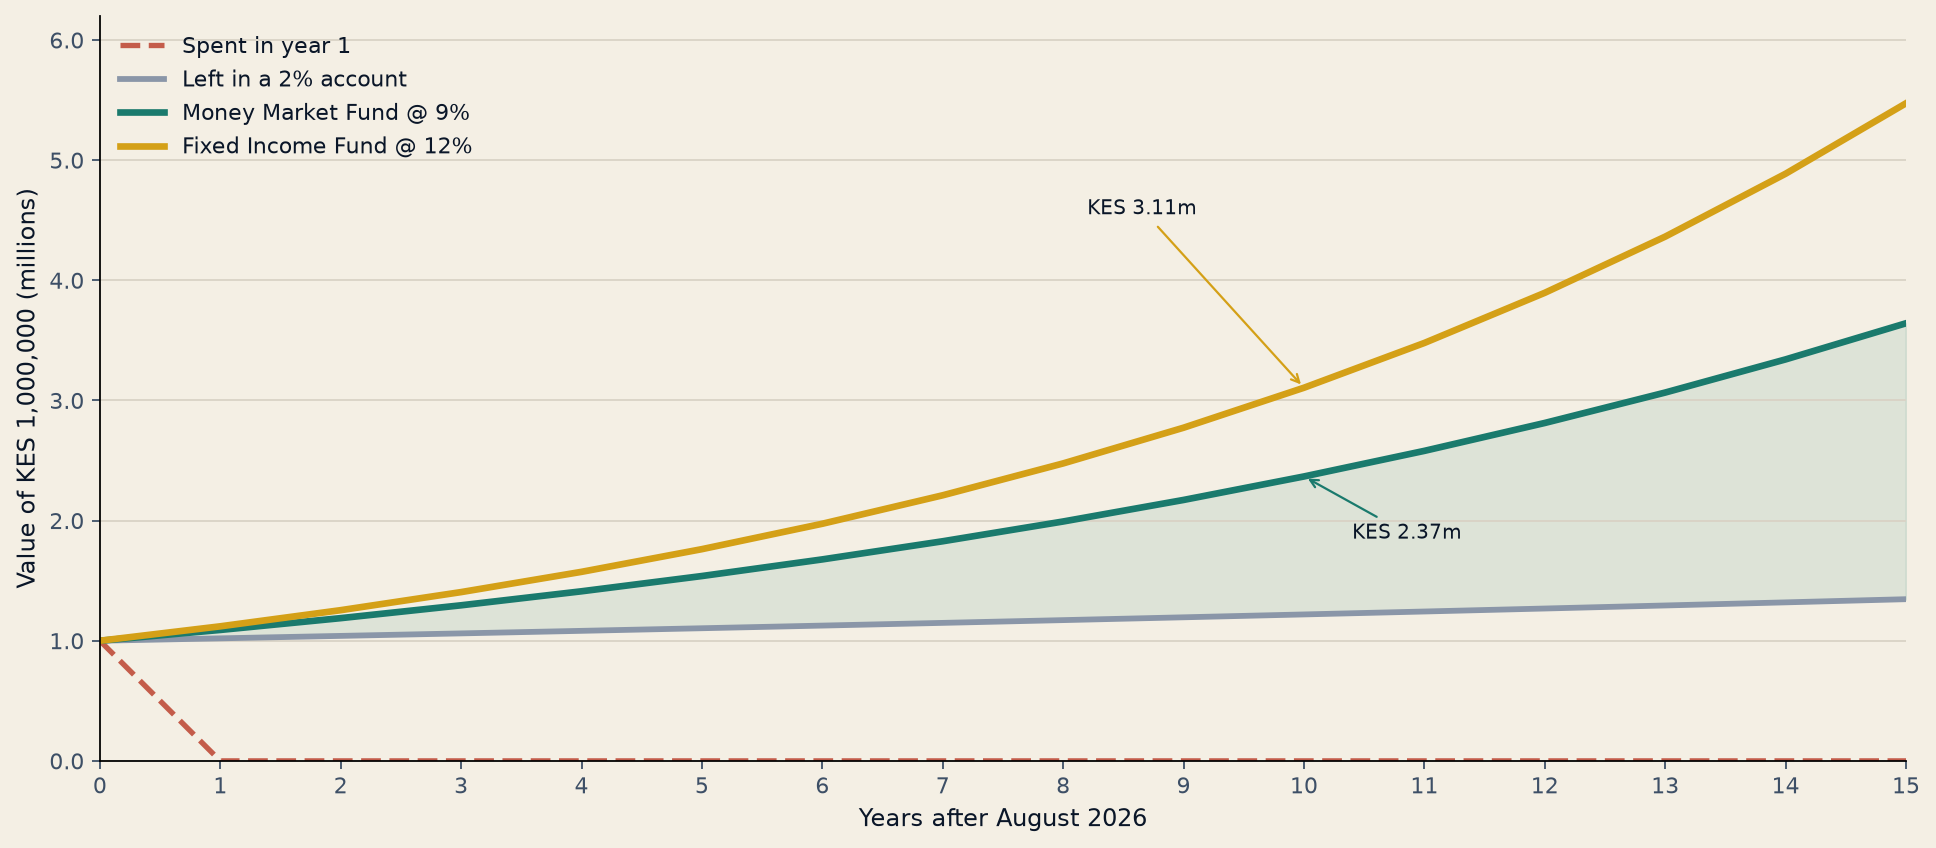 Spent in year 1
Left in a 2% account
Money Market Fund @ 9%
Fixed Income Fund @ 12%
Value of KES 1,000,000 (millions)
6.0
5.0
4.0
3.0
2.0
1.0
0.0
KES 3.11m
KES 2.37m
0 1 2 3 4 5 6 7 8 9 10 11 12 13 14 15
Years after August 2026